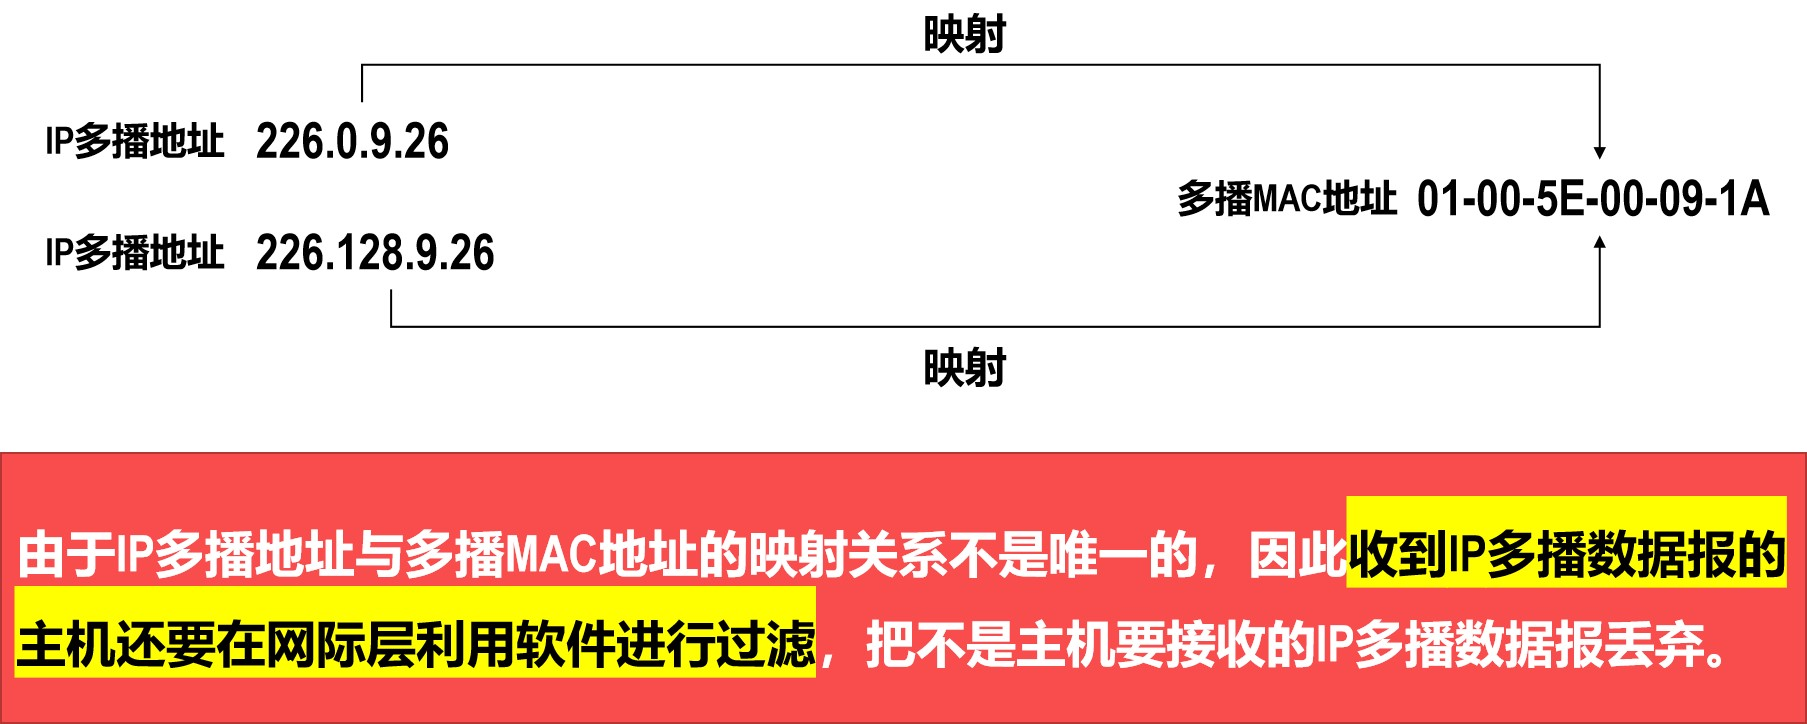 映射
IP多播地址 226.0.9.26
多播MAC地址 01-00-5E-00-09-1A
IP多播地址 226.128.9.26
映射
由于IP多播地址与多播MAC地址的映射关系不是唯一的，因此收到IP多播数据报的
主机还要在网际层利用软件进行过滤，把不是主机要接收的IP多播数据报丢弃。